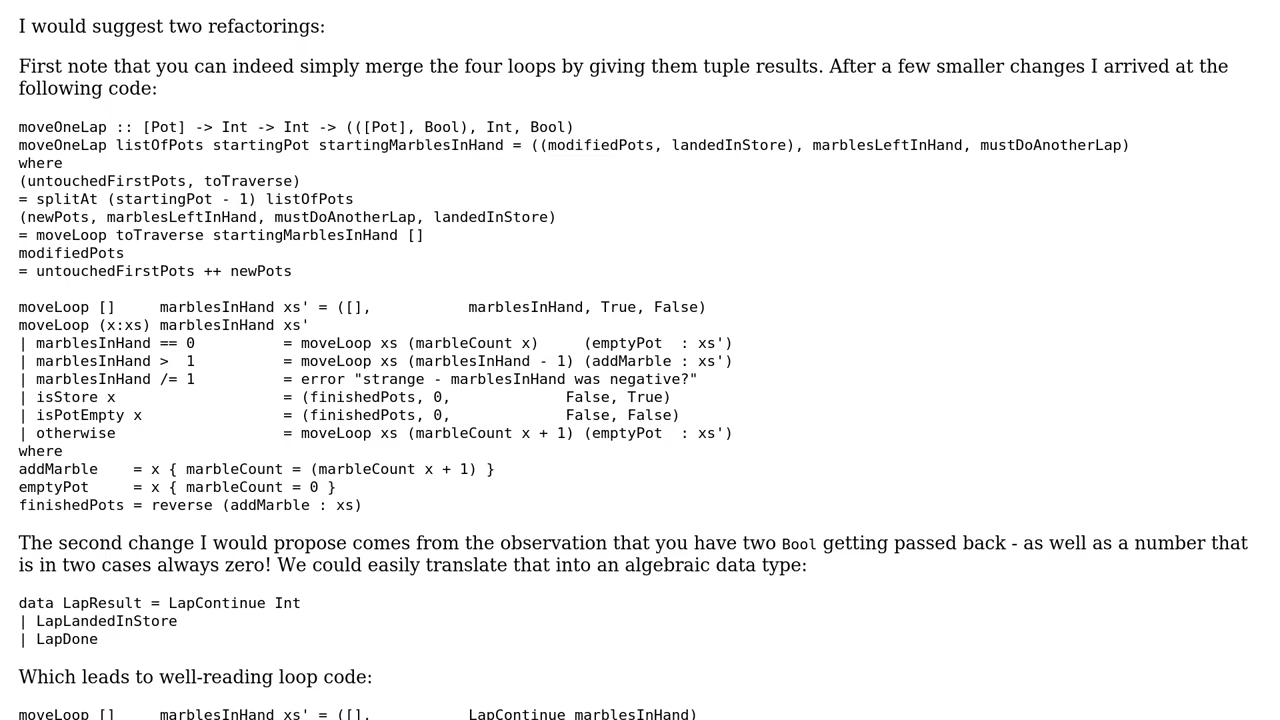 I would suggest two refactorings:
First note that you can indeed simply merge the four loops by giving them tuple results. After a few smaller changes I arrived at the
following code:
moveOneLap :: [Pot] -> Int -> Int -> (([Pot], Bool), Int, Bool)
moveOneLap listOfPots startingPot startingMarblesInHand = ((modifiedPots, landedInStore), marblesLeftInHand, mustDoAnotherLap)
where
(untouchedFirstPots, toTraverse)
= splitAt (startingPot - 1) listOfPots
(newPots, marblesLeftInHand, mustDoAnotherLap, landedInStore)
= moveLoop toTraverse startingMarblesInHand []
modifiedPots
= untouchedFirstPots ++ newPots
moveLoop []     marblesInHand xs' = ([],           marblesInHand, True, False)
moveLoop (x:xs) marblesInHand xs'
| marblesInHand == 0          = moveLoop xs (marbleCount x)     (emptyPot  : xs')
| marblesInHand >  1          = moveLoop xs (marblesInHand - 1) (addMarble : xs')
| marblesInHand /= 1          = error "strange - marblesInHand was negative?"
| isStore x                   = (finishedPots, 0,             False, True)
| isPotEmpty x                = (finishedPots, 0,             False, False)
| otherwise                   = moveLoop xs (marbleCount x + 1) (emptyPot  : xs')
where
addMarble    = x { marbleCount = (marbleCount x + 1) }
emptyPot     = x { marbleCount = 0 }
finishedPots = reverse (addMarble : xs)
The second change I would propose comes from the observation that you have two Bool getting passed back - as well as a number that
is in two cases always zero! We could easily translate that into an algebraic data type:
data LapResult = LapContinue Int
| LapLandedInStore
| LapDone
Which leads to well-reading loop code:
moveLoop []     marblesInHand xs' = ([],           LapContinue marblesInHand)